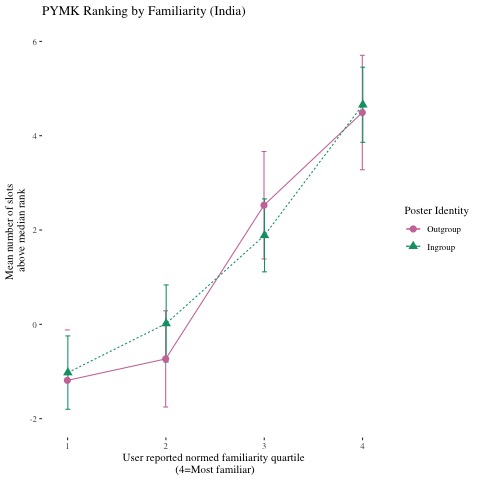 PYMK Ranking by Familiarity (India)
Mean number of slots
above median rank
6
4
2
0
-2
1 2 3 4
User reported normed familiarity quartile
(4=Most familiar)
Poster Identity
Outgroup
Ingroup